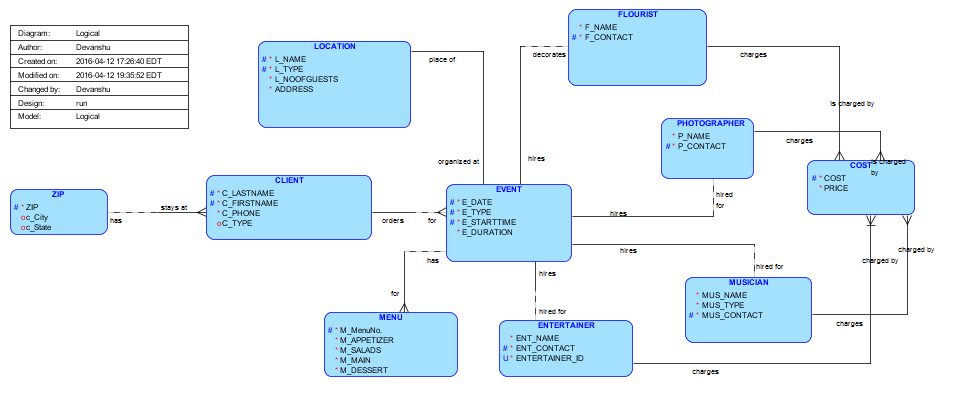 Diagram: Logical
Author: Devanshu
Created on: 2016-04-12 17:26:40 EDT
Modified on: 2016-04-12 19:35:52 EDT
Changed by: Devanshu
Design: run
Model: Logical
FLOURIST
* F_NAME
# * F_CONTACT
decorates
charges
LOCATION
# * L_NAME
# * L_TYPE
* L_NOOFGUESTS
* ADDRESS
place of
is charged by
PHOTOGRAPHER
* P_NAME
# * P_CONTACT
charges
organized at
hires
is charged
by
COST
# * COST
* PRICE
ZIP
# * ZIP
o c_City
o c_State
has
stays at
CLIENT
# * C_LASTNAME
# * C_FIRSTNAME
* C_PHONE
o C_TYPE
orders
for
EVENT
# * E_DATE
# * E_TYPE
# * E_STARTTIME
* E_DURATION
hires
hired
for
hires
hired for
charged by
charged by
has
for
hires
hired for
MUSICIAN
* MUS_NAME
* MUS_TYPE
# * MUS_CONTACT
charges
MENU
# * M_MenuNo.
* M_APPETIZER
* M_SALADS
* M_MAIN
* M_DESSERT
ENTERTAINER
* ENT_NAME
# * ENT_CONTACT
U * ENTERTAINER_ID
charges